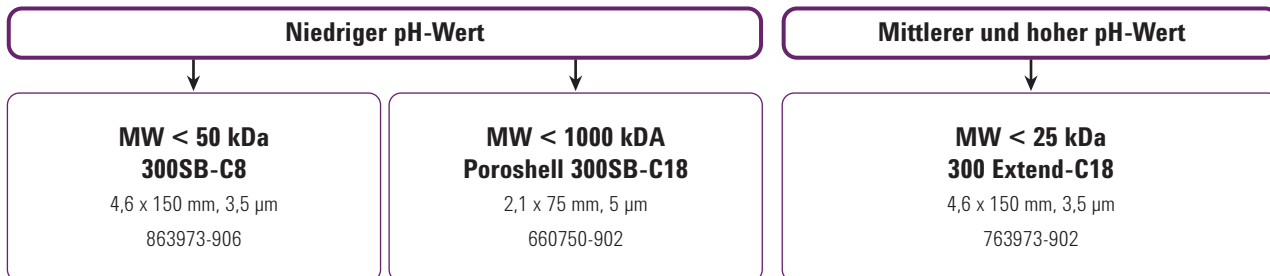 Niedriger pH-Wert
Mittlerer und hoher pH-Wert
MW < 50 kDa
300SB-C8
4,6 x 150 mm, 3,5 µm
863973-906
MW < 1000 kDA
Poroshell 300SB-C18
2,1 x 75 mm, 5 µm
660750-902
MW < 25 kDa
300 Extend-C18
4,6 x 150 mm, 3,5 µm
763973-902